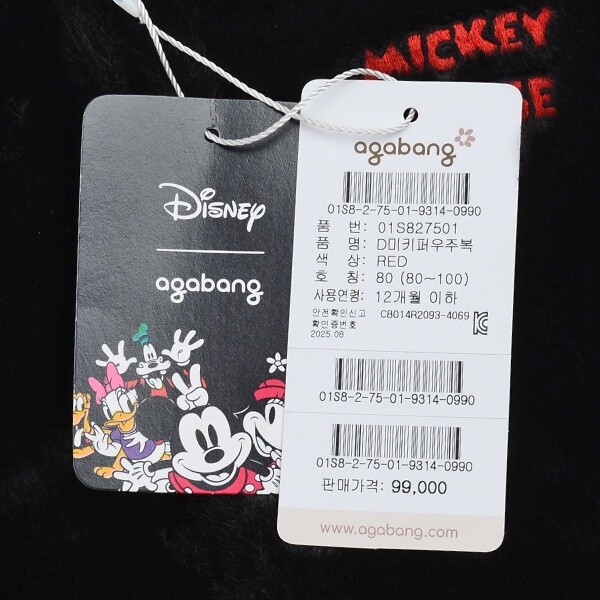 MICKEY
SE
Disney
agabang
agabang
01S8-2-75-01-9314-0990
품 번: 01S827501
품 명: D미키퍼우주복
색 상: RED
호 칭: 80 (80~100)
사용연령: 12개월 이하
안전확인신고 CB014R2093-4069
확인증번호
2025.08
01S8-2-75-01-9314-0990
01S8-2-75-01-9314-0990
판매가격: 99,000
www.agabang.com